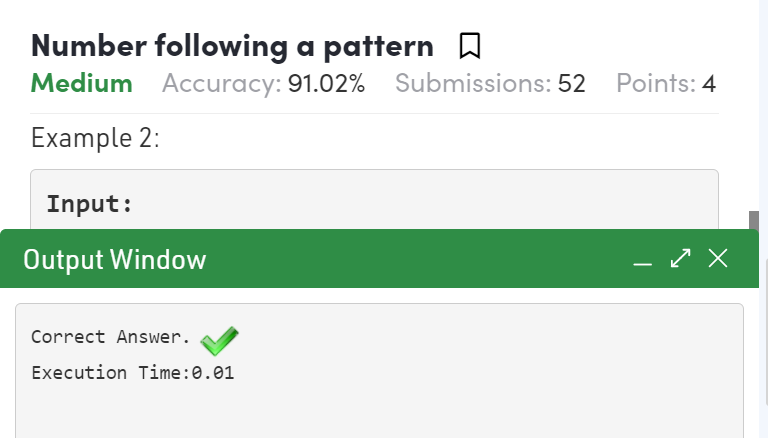 Number following a pattern
Medium Accuracy: 91.02% Submissions: 52 Points: 4
Example 2:
Input:
Output Window
Correct Answer.
Execution Time:0.01